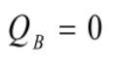 Q_B = 0